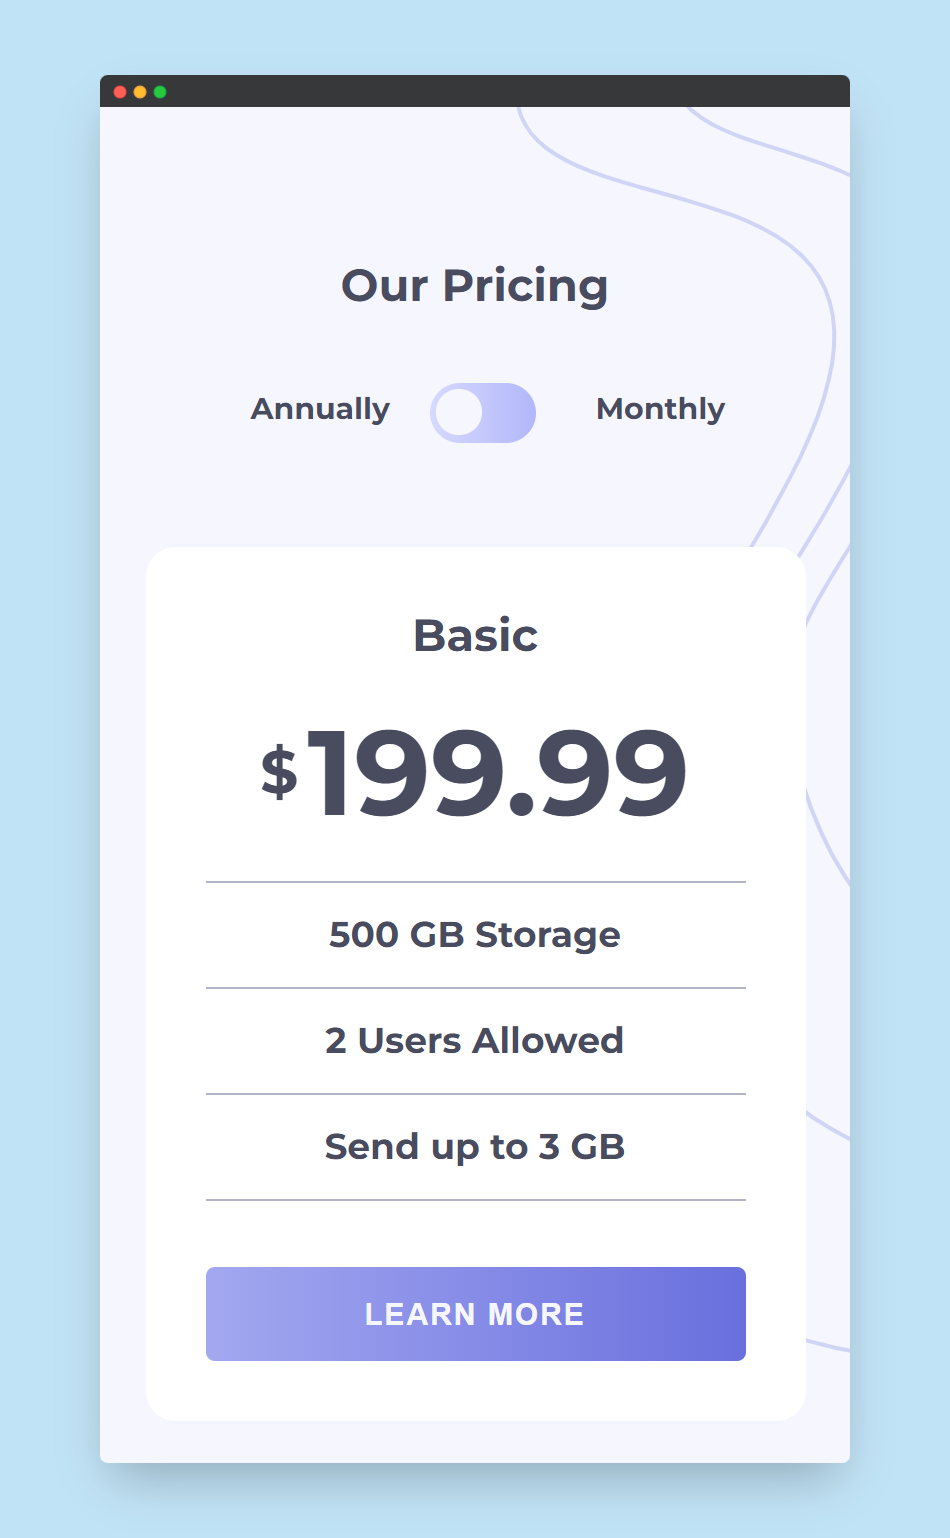 Our Pricing
Annually Monthly
Basic
$199.99
500 GB Storage
2 Users Allowed
Send up to 3 GB
LEARN MORE